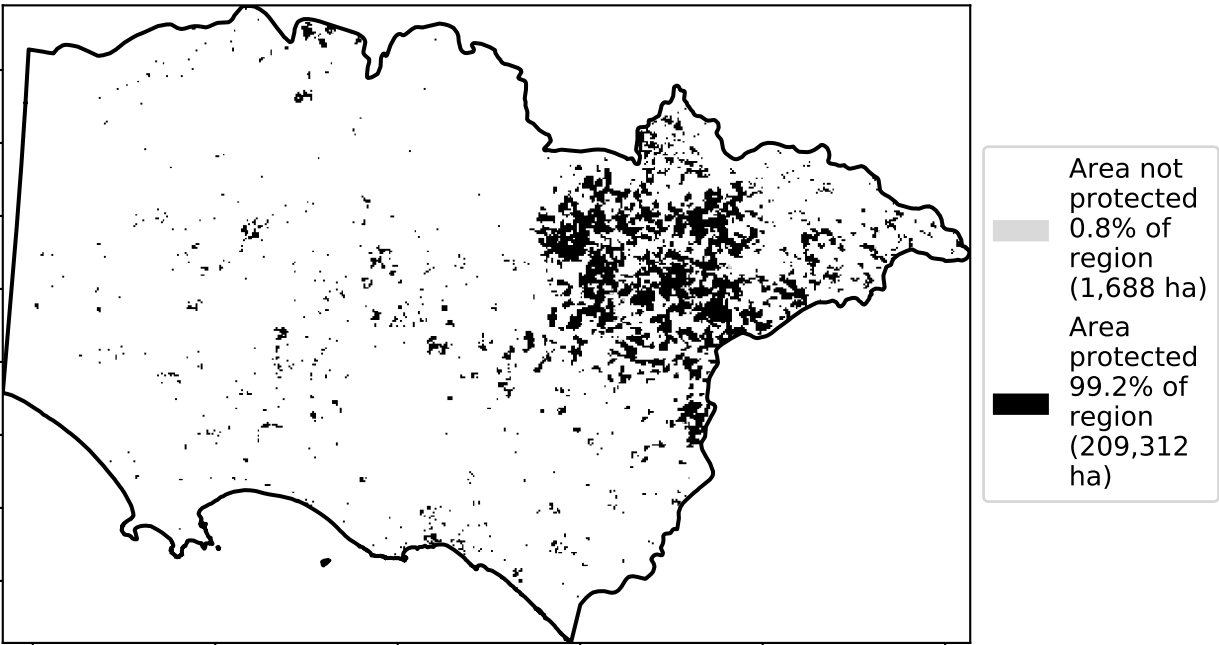 Area not
protected
0.8% of
region
(1,688 ha)
Area
protected
99.2% of
region
(209,312
ha)